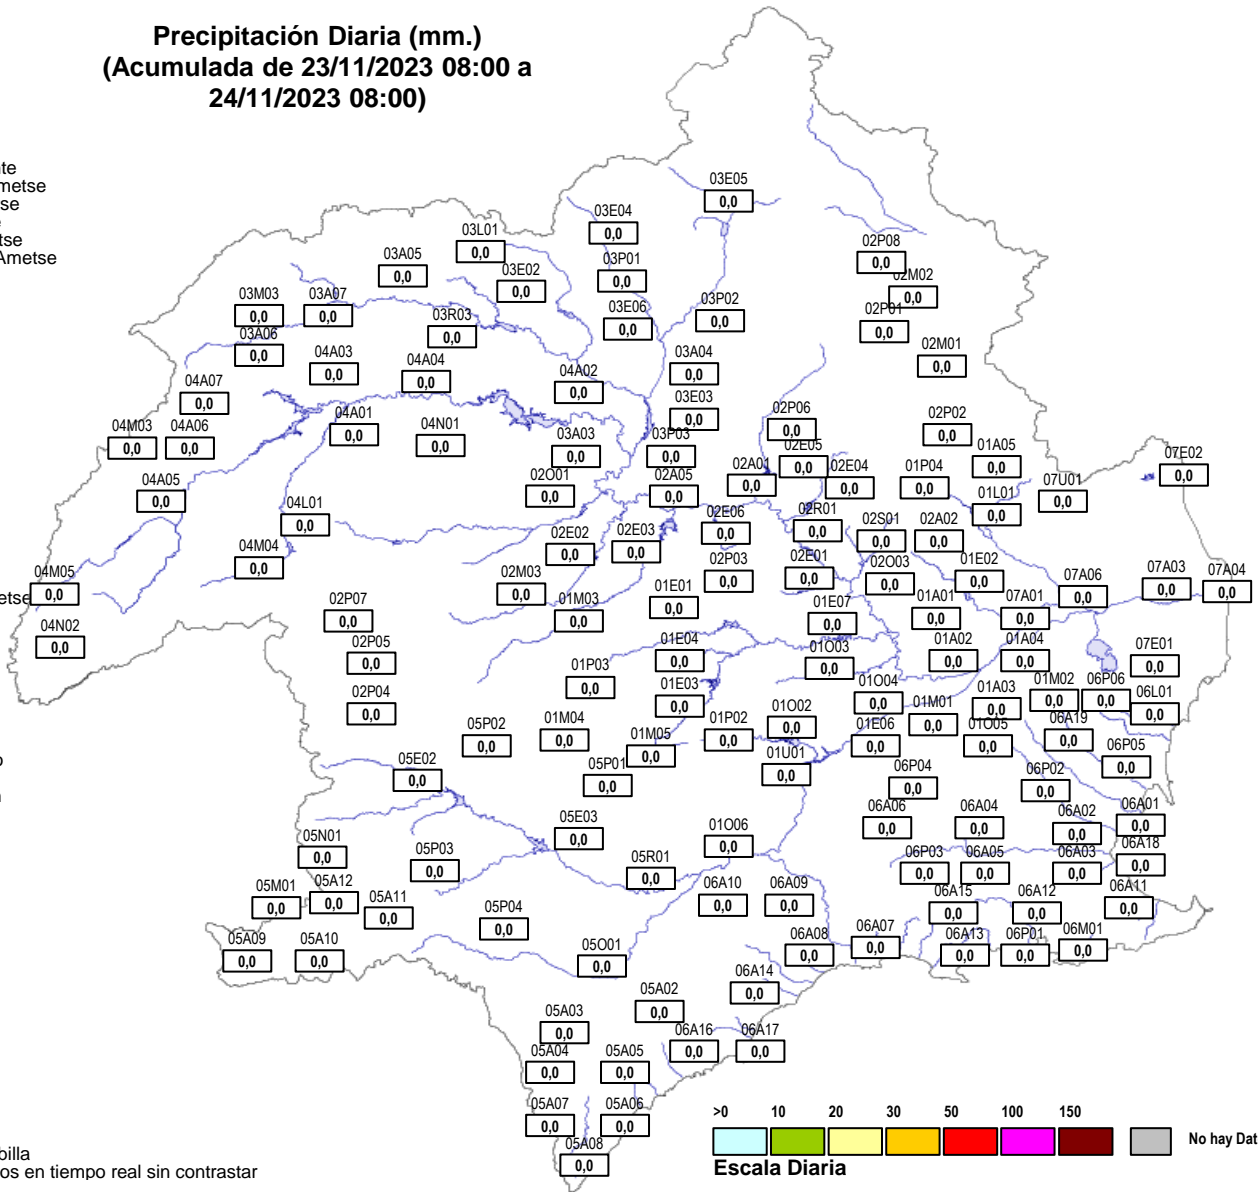 Precipitación Diaria (mm.)
(Acumulada de 23/11/2023 08:00 a
24/11/2023 08:00)
03E05
0,0
03E04
0,0
03L01
0,0
03A05
0,0
03E02
0,0
03P01
0,0
02P08
0,0
02M02
0,0
03M03
0,0
03A07
0,0
03R03
0,0
03E06
0,0
03P02
0,0
02P01
0,0
03A06
0,0
04A03
0,0
04A04
0,0
04A02
0,0
03A04
0,0
02M01
0,0
04A07
0,0
03E03
0,0
04M03
0,0
04A06
0,0
04A01
0,0
04N01
0,0
03A03
0,0
03P03
0,0
02P06
0,0
02E05
0,0
02P02
0,0
01A05
0,0
07E02
0,0
04A05
0,0
02O01
0,0
02A05
0,0
02A01
0,0
02E04
0,0
01P04
0,0
01L01
0,0
07U01
0,0
04L01
0,0
02E06
0,0
02R01
0,0
02S01
0,0
02A02
0,0
04M04
0,0
02E02
0,0
02E03
0,0
02P03
0,0
02E01
0,0
02O03
0,0
01E02
0,0
04M05
0,0
02M03
0,0
01M03
0,0
01E01
0,0
01E07
0,0
01A01
0,0
07A01
0,0
07A06
0,0
07A03
0,0
07A04
0,0
04N02
0,0
02P07
0,0
02P05
0,0
01E04
0,0
01O03
0,0
01A02
0,0
01A04
0,0
07E01
0,0
02P04
0,0
01P03
0,0
01E03
0,0
01O04
0,0
01M01
0,0
01A03
0,0
01M02
0,0
06P06
0,0
06L01
0,0
05P02
0,0
01M04
0,0
01M05
0,0
01P02
0,0
01O02
0,0
01E06
0,0
01O05
0,0
06A19
0,0
06P05
0,0
05E02
0,0
05P01
0,0
01U01
0,0
06P04
0,0
06P02
0,0
05E03
0,0
01O06
0,0
06A06
0,0
06A04
0,0
06A02
0,0
06A01
0,0
05N01
0,0
05P03
0,0
05R01
0,0
06P03
0,0
06A05
0,0
06A03
0,0
06A18
0,0
05M01
0,0
05A12
0,0
05A11
0,0
05P04
0,0
06A10
0,0
06A09
0,0
06A15
0,0
06A12
0,0
06A11
0,0
05A09
0,0
05A10
0,0
05O01
0,0
06A08
0,0
06A07
0,0
06A13
0,0
06P01
0,0
06M01
0,0
05A02
0,0
06A14
0,0
05A03
0,0
06A16
0,0
06A17
0,0
05A04
0,0
05A05
0,0
05A07
0,0
05A06
0,0
05A08
0,0
>0 10 20 30 50 100 150
No hay Dat
Escala Diaria
nte
metse
tse
Ametse
etse
billa
os en tiempo real sin contrastar